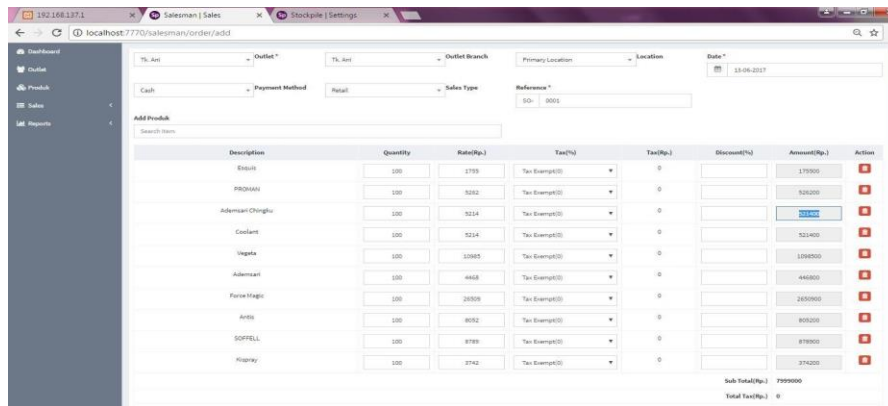 192.168.137.1 Salesman | Sales Stockpile | Settings
localhost:7770/salesman/order/add
Dashboard
Outlet
Produk
Sales
Reports
Tk. Ani Outlet * Tk. Ani Outlet Branch Primary Location Location Date *
13-06-2017
Cash Payment Method Retail Sales Type Reference *
SO- 0001
Add Produk
Search Item
Description Quantity Rate(Rp.) Tax(%) Tax(Rp.) Discount(%) Amount(Rp.) Action
Esquis 100 1755 Tax Exempt(0) 0 175500
PROMAN 100 5262 Tax Exempt(0) 0 526200
Ademsari Chingku 100 5214 Tax Exempt(0) 0 521400
Coolant 100 5214 Tax Exempt(0) 0 521400
Vegeta 100 10985 Tax Exempt(0) 0 1098500
Ademsari 100 4468 Tax Exempt(0) 0 446800
Force Magic 100 26509 Tax Exempt(0) 0 2650900
Antis 100 8052 Tax Exempt(0) 0 805200
SOFFELL 100 8789 Tax Exempt(0) 0 878900
Kispray 100 3742 Tax Exempt(0) 0 374200
Sub Total(Rp.) 7999000
Total Tax(Rp.) 0